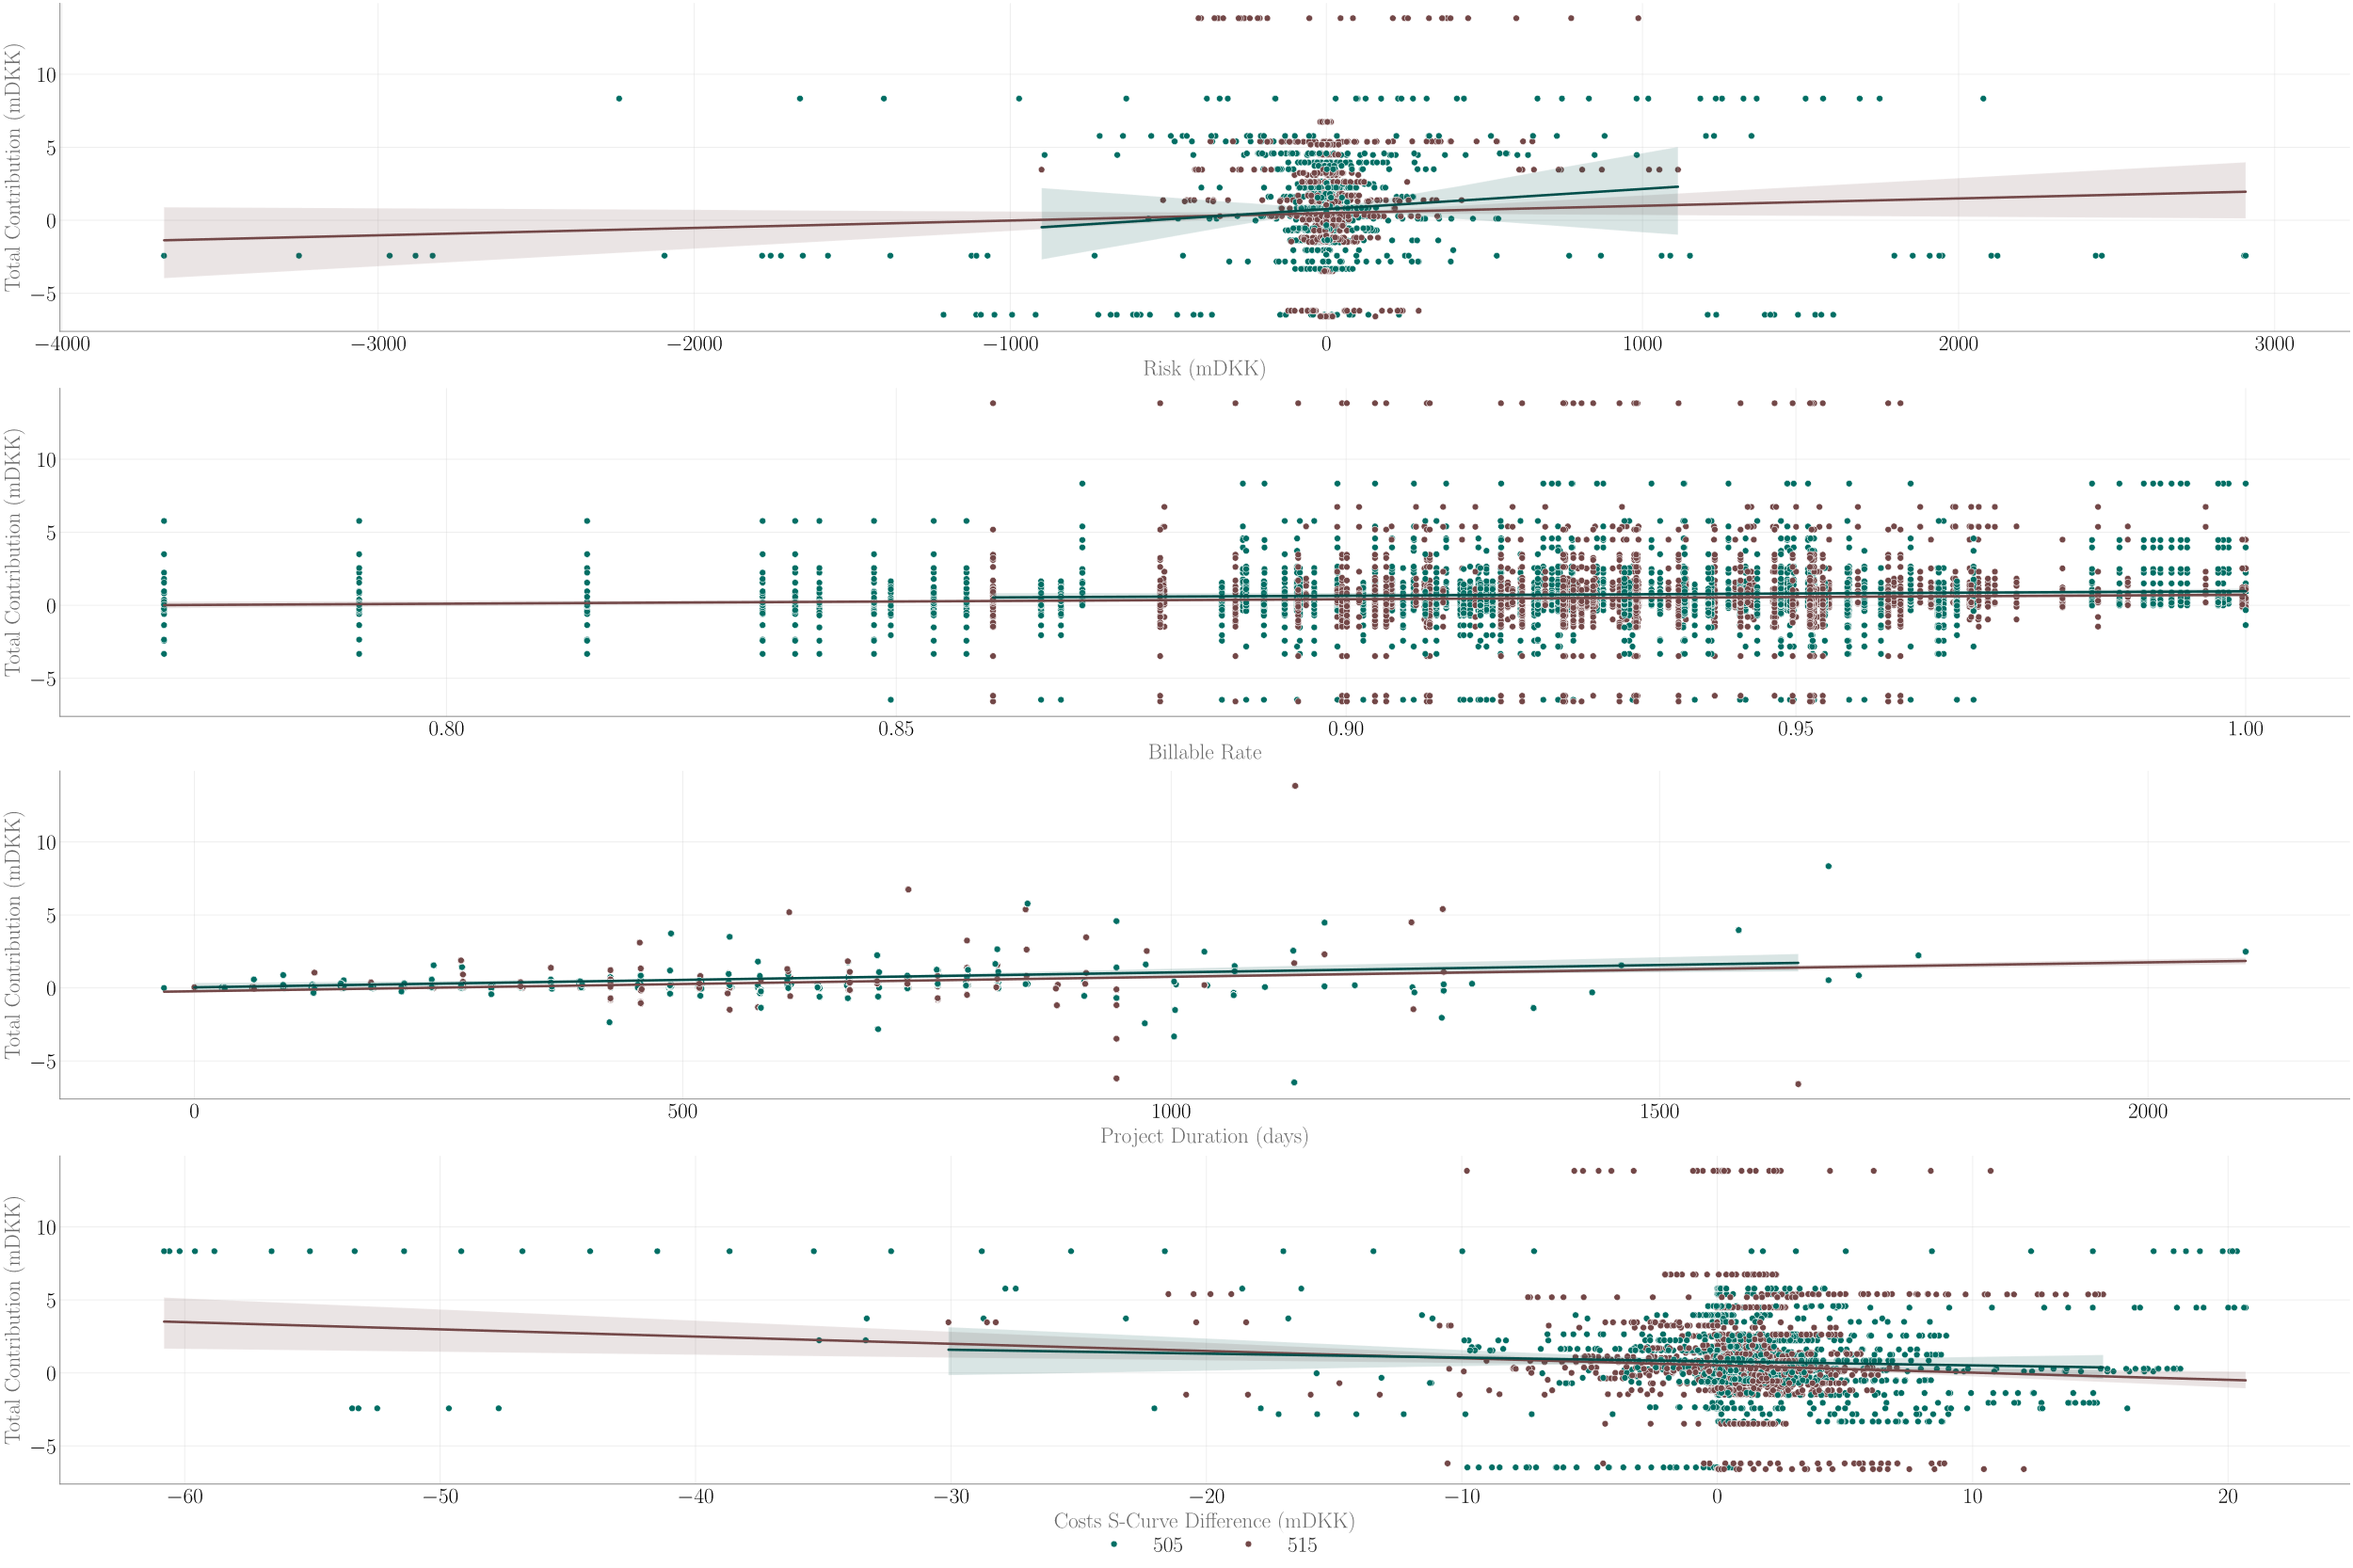 Total Contribution (mDKK)
10
5
0
−5
−4000 −3000 −2000 −1000 0 1000 2000 3000
Risk (mDKK)
Total Contribution (mDKK)
10
5
0
−5
0.80 0.85 0.90 0.95 1.00
Billable Rate
Total Contribution (mDKK)
10
5
0
−5
0 500 1000 1500 2000
Project Duration (days)
Total Contribution (mDKK)
10
5
0
−5
−60 −50 −40 −30 −20 −10 0 10 20
Costs S-Curve Difference (mDKK)
505 515